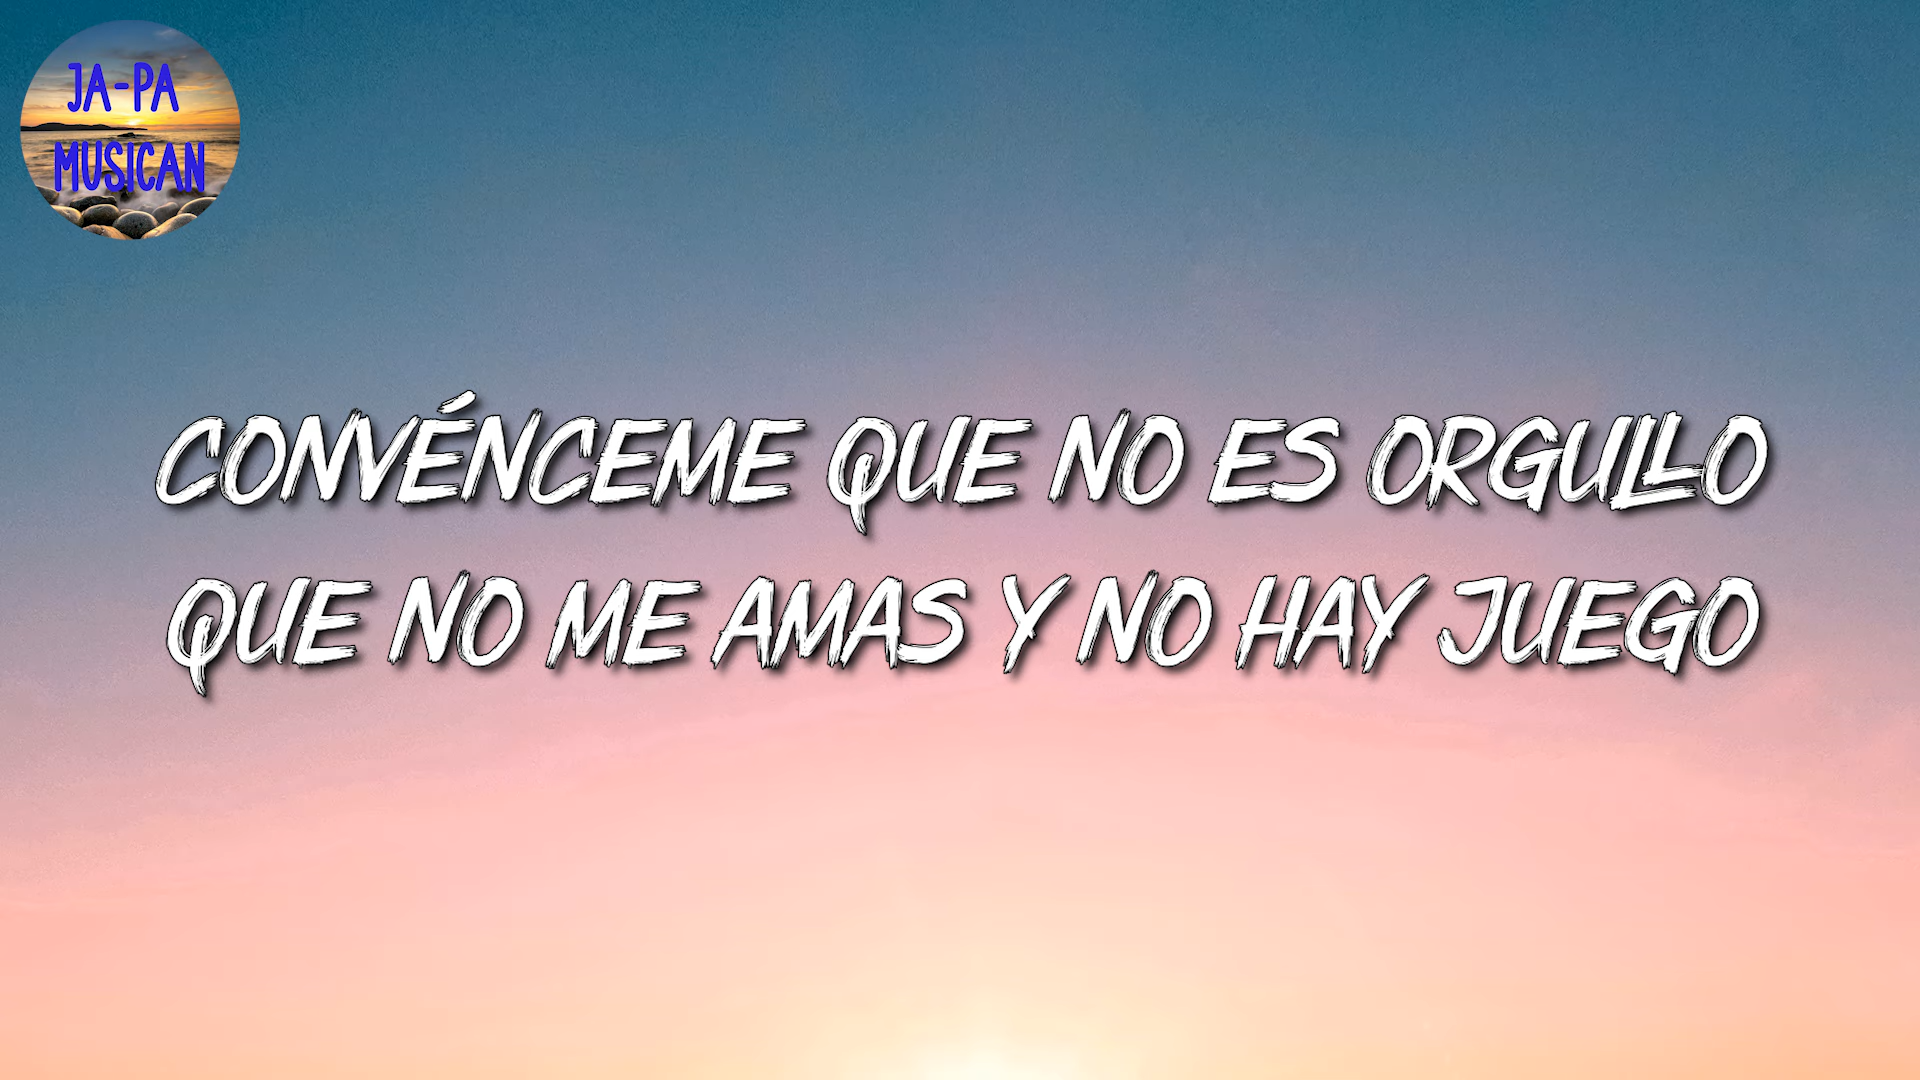 JA-PA
MUSICAN
CONVÉNCEME QUE NO ES ORGULLO
QUE NO ME AMAS Y NO HAY JUEGO